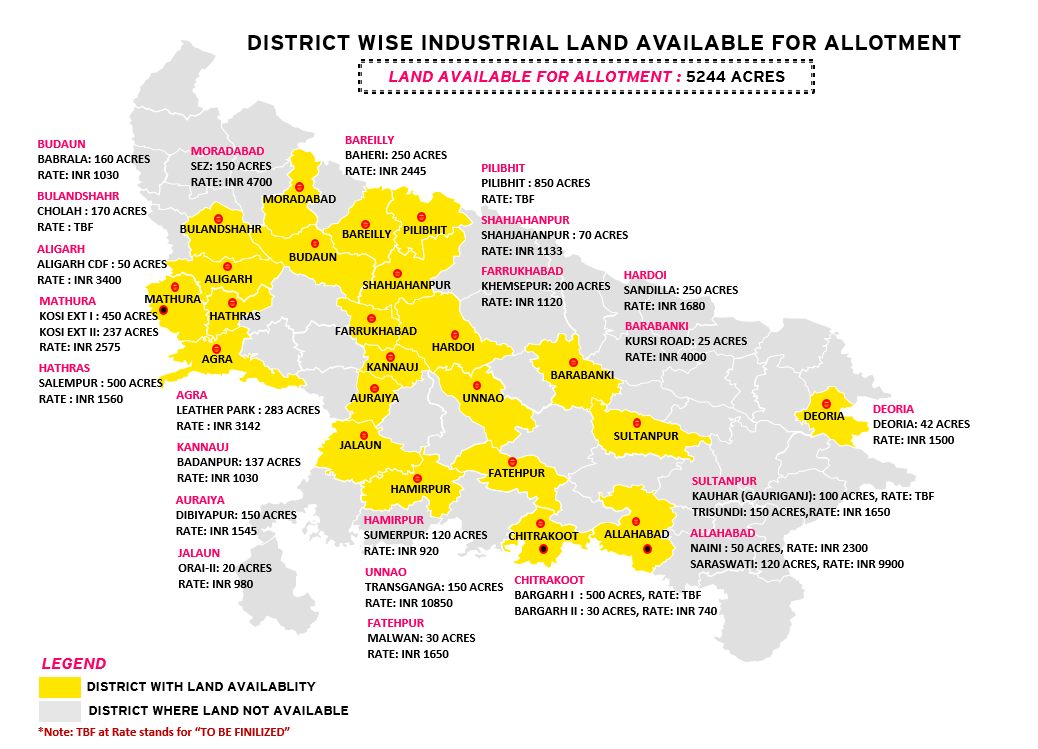 DISTRICT WISE INDUSTRIAL LAND AVAILABLE FOR ALLOTMENT
LAND AVAILABLE FOR ALLOTMENT : 5244 ACRES
BUDAUN
BABRALA: 160 ACRES
RATE: INR 1030
BULANDSHAHR
CHOLAH : 170 ACRES
RATE : TBF
ALIGARH
ALIGARH CDF : 50 ACRES
RATE : INR 3400
MATHURA
KOSI EXT I : 450 ACRES
KOSI EXT II: 237 ACRES
RATE: INR 2575
HATHRAS
SALEMPUR : 500 ACRES
RATE : INR 1560
MORADABAD
SEZ: 150 ACRES
RATE: INR 4700
BAREILLY
BAHERI: 250 ACRES
RATE: INR 2445
PILIBHIT
PILIBHIT : 850 ACRES
RATE: TBF
SHAHJAHANPUR
SHAHJAHANPUR : 70 ACRES
RATE: INR 1133
FARRUKHABAD
KHEMSEPUR: 200 ACRES
RATE: INR 1120
HARDOI
SANDILLA: 250 ACRES
RATE: INR 1680
BARABANKI
KURSI ROAD: 25 ACRES
RATE: INR 4000
MORADABAD
BULANDSHAHR
BAREILLY
PILIBHIT
BUDAUN
ALIGARH
SHAHJAHANPUR
MATHURA
HATHRAS
FARRUKHABAD
HARDOI
AGRA
KANNAUJ
BARABANKI
AURAIYA
UNNAO
DEORIA
SULTANPUR
JALAUN
FATEHPUR
HAMIRPUR
CHITRAKOOT
ALLAHABAD
AGRA
LEATHER PARK : 283 ACRES
RATE : INR 3142
KANNAUJ
BADANPUR: 137 ACRES
RATE: INR 1030
AURAIYA
DIBIYAPUR: 150 ACRES
RATE: INR 1545
JALAUN
ORAI-II: 20 ACRES
RATE: INR 980
HAMIRPUR
SUMERPUR: 120 ACRES
RATE: INR 920
UNNAO
TRANSGANGA: 150 ACRES
RATE: INR 10850
FATEHPUR
MALWAN: 30 ACRES
RATE: INR 1650
CHITRAKOOT
BARGARH I : 500 ACRES, RATE: TBF
BARGARH II : 30 ACRES, RATE: INR 740
DEORIA
DEORIA: 42 ACRES
RATE: INR 1500
SULTANPUR
KAUHAR (GAURIGANJ): 100 ACRES, RATE: TBF
TRISUNDI: 150 ACRES,RATE: INR 1650
ALLAHABAD
NAINI : 50 ACRES, RATE: INR 2300
SARASWATI: 120 ACRES, RATE: INR 9900
LEGEND
DISTRICT WITH LAND AVAILABLITY
DISTRICT WHERE LAND NOT AVAILABLE
*Note: TBF at Rate stands for “TO BE FINILIZED”